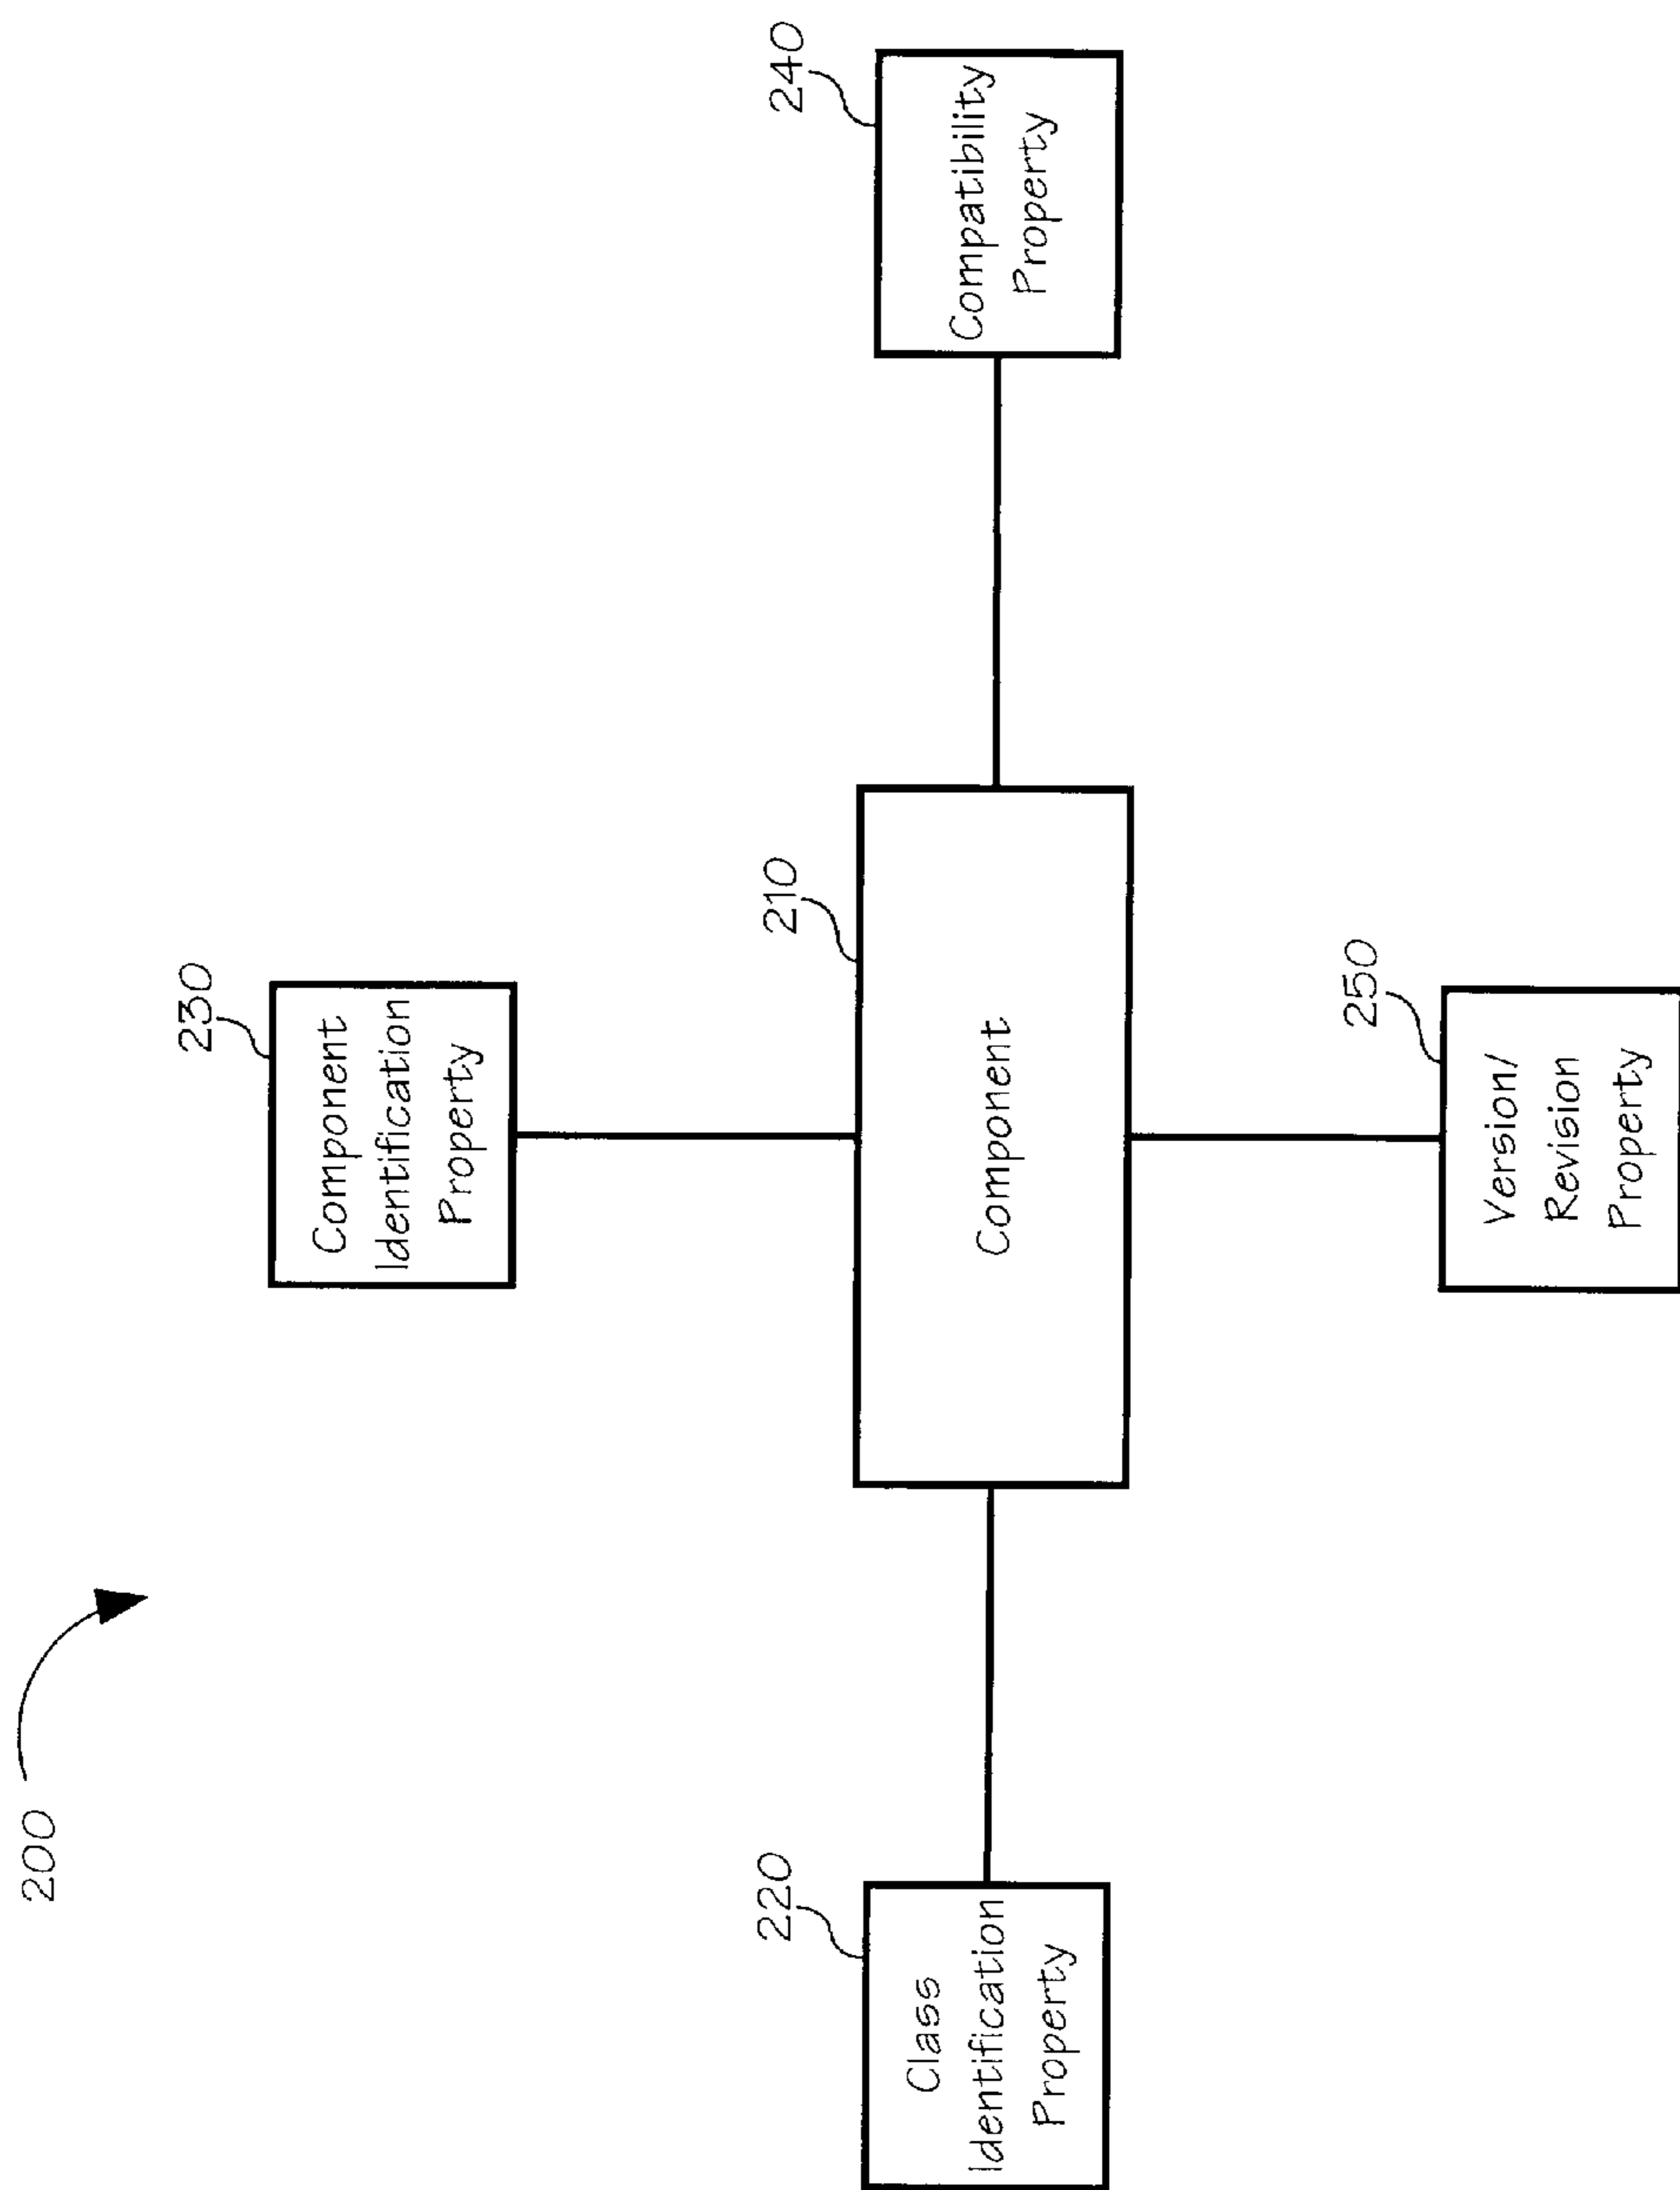 200
230
Component
Identification
Property
220
Class
Identification
Property
210
Component
240
Compatibility
Property
250
Version/
Revision
Property